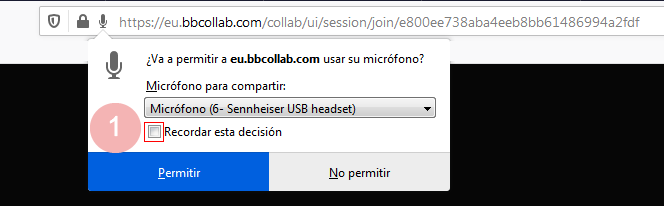 https://eu.bbcollab.com/collab/ui/session/join/e800ee738aba4eeb8bb61486994a2fdf
¿Va a permitir a eu.bbcollab.com usar su micrófono?
Micrófono para compartir:
Micrófono (6- Sennheiser USB headset)
1
Recordar esta decisión
Permitir
No permitir